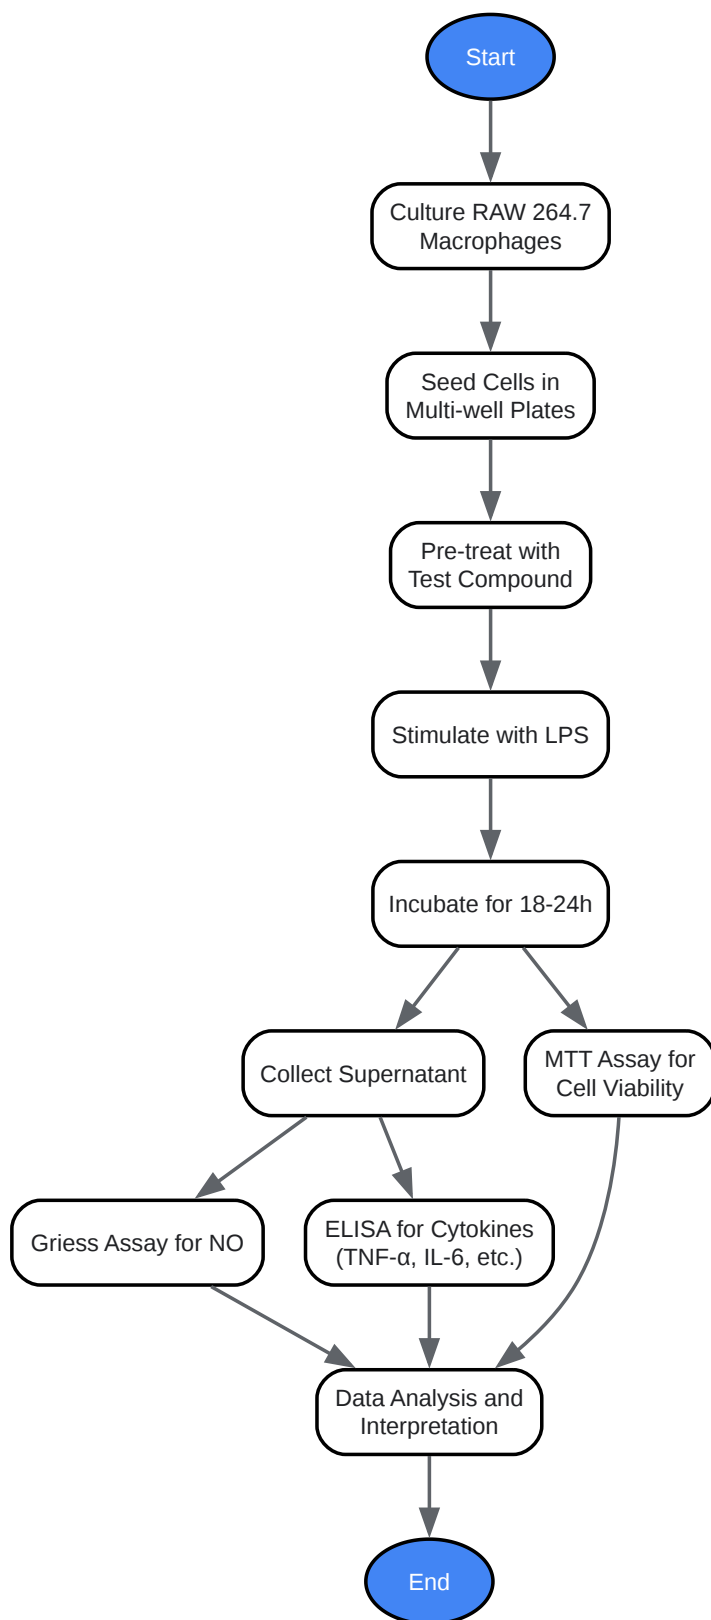 Start
Culture RAW 264.7
Macrophages
Seed Cells in
Multi-well Plates
Pre-treat with
Test Compound
Stimulate with LPS
Incubate for 18-24h
Collect Supernatant
MTT Assay for
Cell Viability
Griess Assay for NO
ELISA for Cytokines
(TNF-α, IL-6, etc.)
Data Analysis and
Interpretation
End